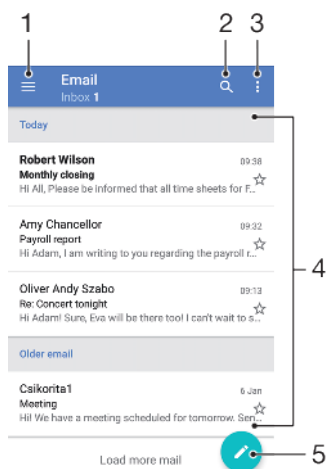 1 2 3
Email
Inbox 1
Today
Robert Wilson 09:38
Monthly closing
Hi All, Please be informed that all time sheets for F...
4
Amy Chancellor 09:32
Payroll report
Hi Adam, I am writing to you regarding the payroll r...
Oliver Andy Szabo 09:13
Re: Concert tonight
Hi Adam! Sure, Eva will be there too! I can't wait to s...
Older email
Csikorita1 6 Jan
Meeting
Hi! We have a meeting scheduled for tomorrow. Sen...
Load more mail
5